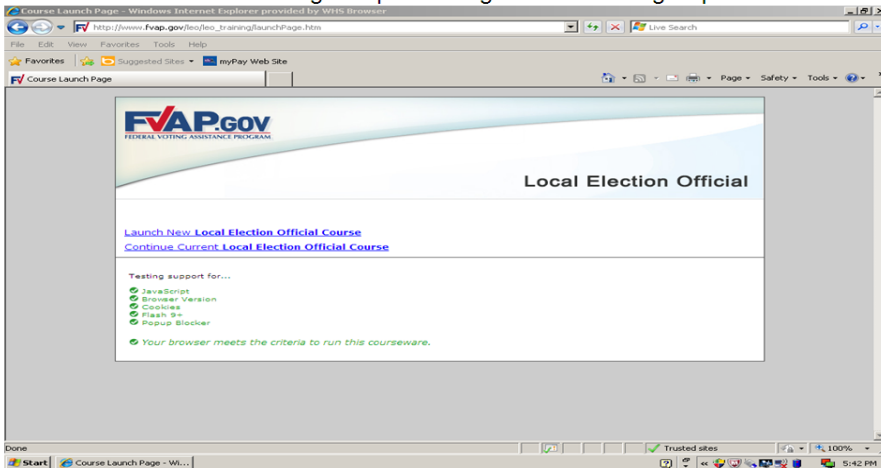 Course Launch Page - Windows Internet Explorer provided by WHS Browser
http://www.fvap.gov/leo/leo_training/launchPage.htm
Live Search
File Edit View Favorites Tools Help
Favorites Suggested Sites myPay Web Site
Course Launch Page
Page Safety Tools
FVAP.GOV
FEDERAL VOTING ASSISTANCE PROGRAM
Local Election Official
Launch New Local Election Official Course
Continue Current Local Election Official Course
Testing support for...
JavaScript
Browser Version
Cookies
Flash 9+
Popup Blocker
Your browser meets the criteria to run this courseware.
Done Trusted sites 100%
Start Course Launch Page - Wi... 5:42 PM